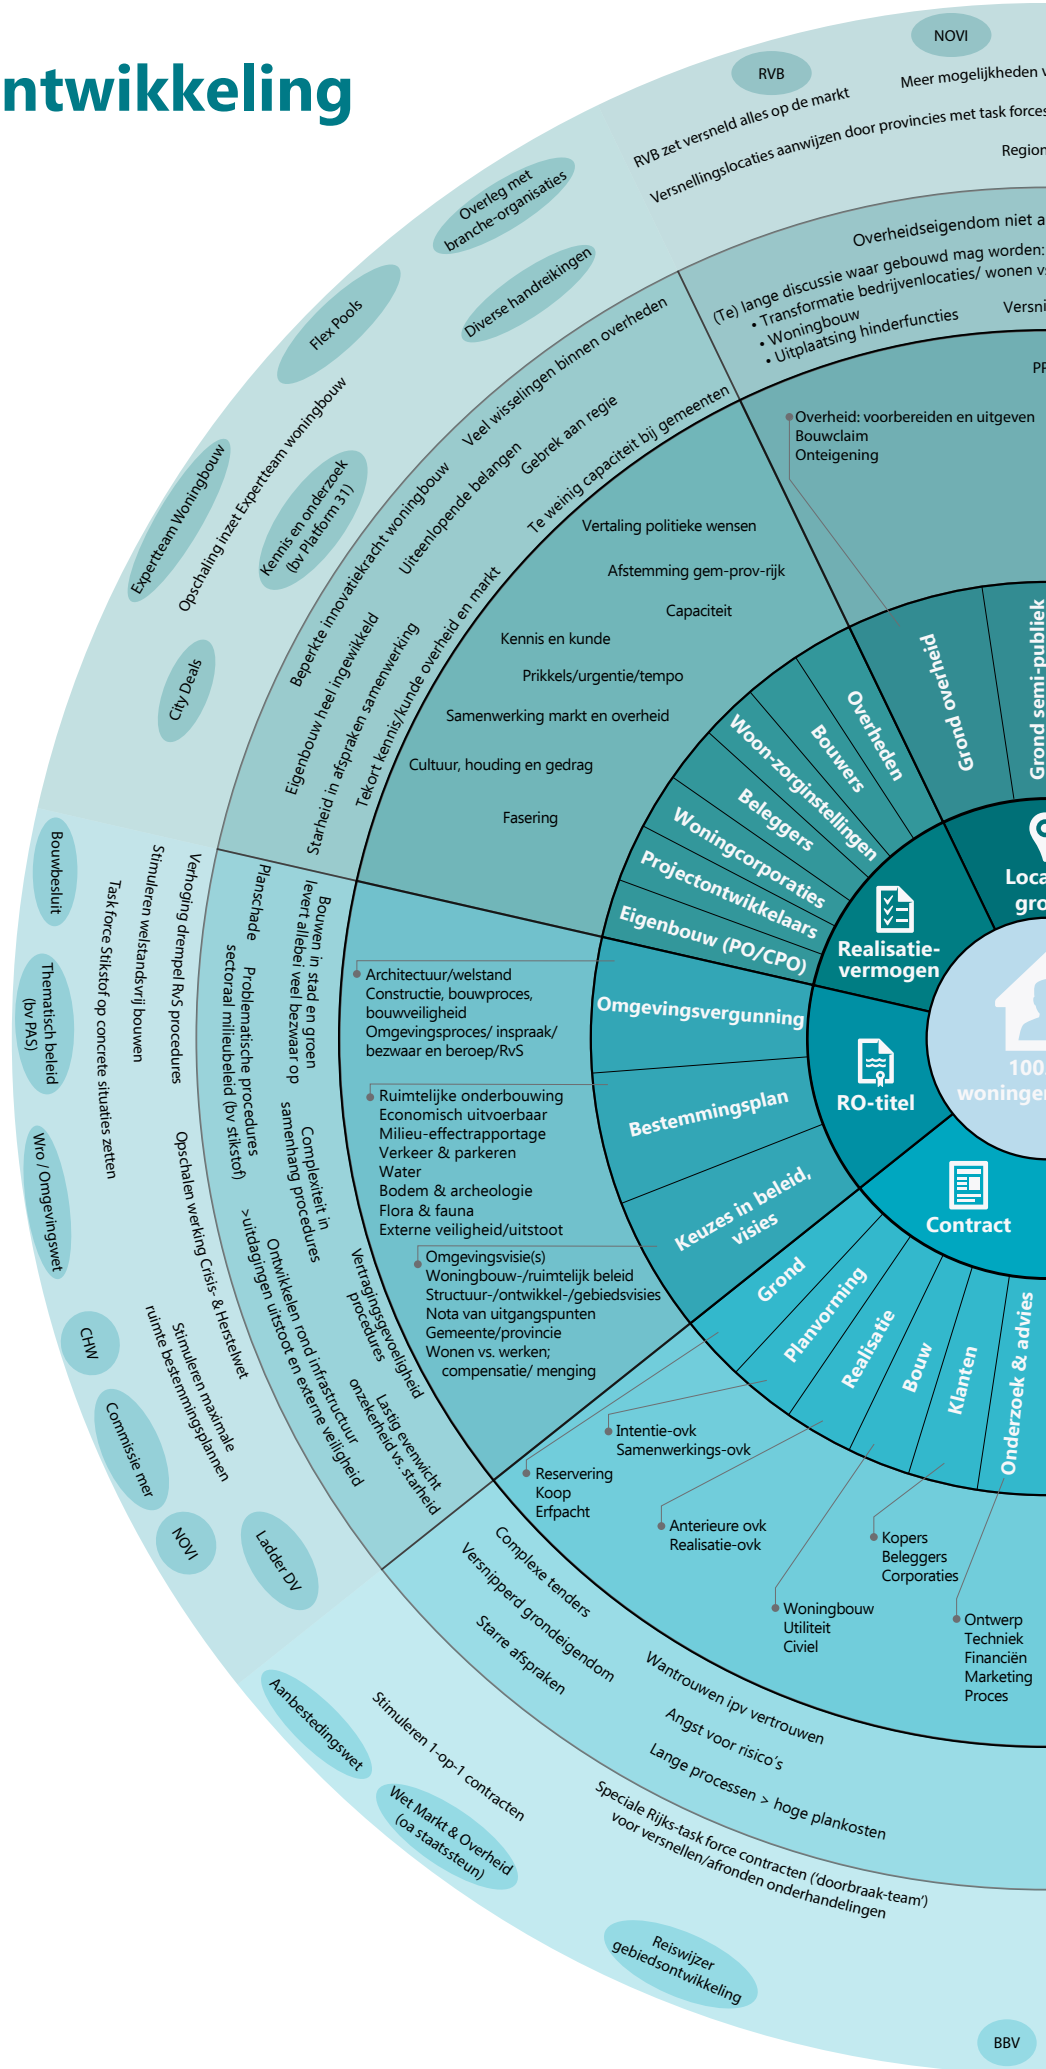 ntwikkeling
NOVI
RVB
Meer mogelijkheden v
RVB zet versneld alles op de markt
Versnellingslocaties aanwijzen door provincies met task forces
Region
Overheidseigendom niet a
(Te) lange discussie waar gebouwd mag worden:
• Transformatie bedrijvenlocaties/ wonen vs
• Woningbouw
• Uitplaatsing hinderfuncties
Versni
PP
Overheid: voorbereiden en uitgeven
Bouwclaim
Onteigening
Grond overheid
Grond semi-publiek
Loca
gro
Overleg met
branche-organisaties
Diverse handreikingen
Flex Pools
Opschaling inzet Expertteam woningbouw
Expertteam Woningbouw
Kennis en onderzoek
(bv Platform 31)
City Deals
Veel wisselingen binnen overheden
Gebrek aan regie
Te weinig capaciteit bij gemeenten
Uiteenlopende belangen
Beperkte innovatiekracht woningbouw
Eigenbouw heel ingewikkeld
Starheid in afspraken samenwerking
Tekort kennis/kunde overheid en markt
Vertaling politieke wensen
Afstemming gem-prov-rijk
Capaciteit
Kennis en kunde
Prikkels/urgentie/tempo
Samenwerking markt en overheid
Cultuur, houding en gedrag
Fasering
Overheden
Bouwers
Woon-zorginstellingen
Beleggers
Woningcorporaties
Projectontwikkelaars
Eigenbouw (PO/CPO)
Realisatie-
vermogen
100
woninge
Bouwbesluit
Thematisch beleid
(bv PAS)
Wro / Omgevingswet
CHW
Commissie mer
NOVI
Ladder DV
Verhoging drempel RvS procedures
Stimuleren welstandsvrij bouwen
Task force Stikstof op concrete situaties zetten
Opschalen werking Crisis- & Herstelwet
Stimuleren maximale
ruimte bestemmingsplannen
Bouwen in stad en groen
levert allebei veel bezwaar op
Planschade
Problematische procedures
sectoraal milieubeleid (bv stikstof)
Complexiteit in
samenhang procedures
Ontwikkelen rond infrastructuur
>uitdagingen uitstoot en externe veiligheid
Vertragingsgevoeligheid
procedures
Lastig evenwicht
onzekerheid vs. starheid
Architectuur/welstand
Constructie, bouwproces,
bouwveiligheid
Omgevingsproces/ inspraak/
bezwaar en beroep/RvS
Ruimtelijke onderbouwing
Economisch uitvoerbaar
Milieu-effectrapportage
Verkeer & parkeren
Water
Bodem & archeologie
Flora & fauna
Externe veiligheid/uitstoot
Omgevingsvisie(s)
Woningbouw-/ruimtelijk beleid
Structuur-/ontwikkel-/gebiedsvisies
Nota van uitgangspunten
Gemeente/provincie
Wonen vs. werken;
compensatie/ menging
Omgevingsvergunning
Bestemmingsplan
Keuzes in beleid,
visies
RO-titel
Contract
Grond
Planvorming
Realisatie
Bouw
Klanten
Onderzoek & advies
Intentie-ovk
Samenwerkings-ovk
Reservering
Koop
Erfpacht
Anterieure ovk
Realisatie-ovk
Kopers
Beleggers
Corporaties
Woningbouw
Utiliteit
Civiel
Ontwerp
Techniek
Financiën
Marketing
Proces
Complexe tenders
Versnipperd grondeigendom
Starre afspraken
Wantrouwen ipv vertrouwen
Angst voor risico's
Lange processen > hoge plankosten
Aanbestedingswet
Stimuleren 1-op-1 contracten
Wet Markt & Overheid
(oa staatssteun)
Speciale Rijks-task force contracten ('doorbraak-team')
voor versnellen/afronden onderhandelingen
Reiswijzer
gebiedsontwikkeling
BBV